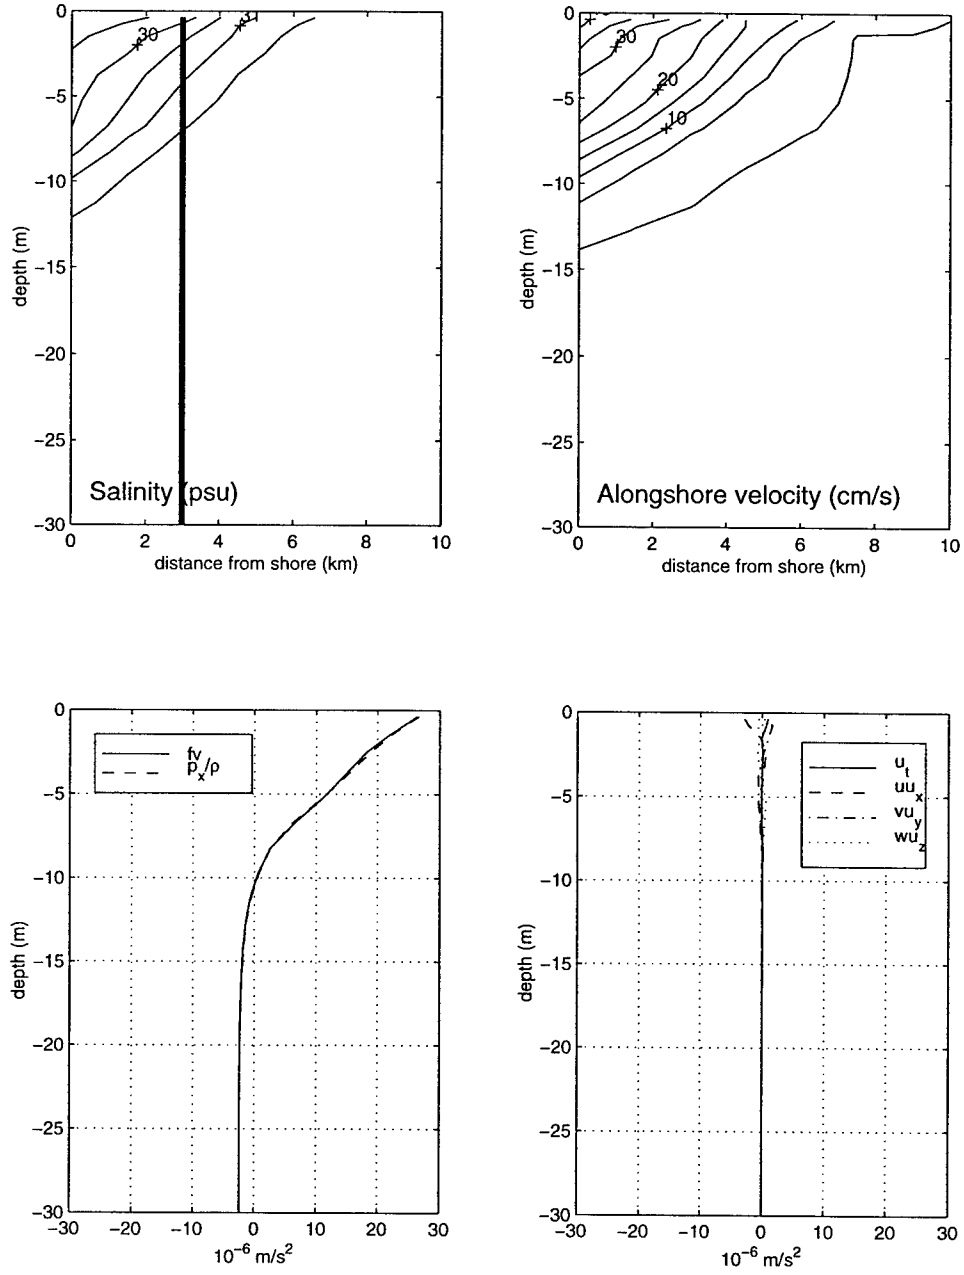 0
−5
−10
−15
−20
−25
−30
0 2 4 6 8 10
depth (m)
distance from shore (km)
30
Salinity (psu)
0
−5
−10
−15
−20
−25
−30
0 2 4 6 8 10
depth (m)
distance from shore (km)
30
20
10
Alongshore velocity (cm/s)
0
−5
−10
−15
−20
−25
−30
−30 −20 −10 0 10 20 30
depth (m)
10⁻⁶ m/s²
fv
pₓ/ρ
0
−5
−10
−15
−20
−25
−30
−30 −20 −10 0 10 20 30
depth (m)
10⁻⁶ m/s²
u_t
uu_x
vu_y
wu_z